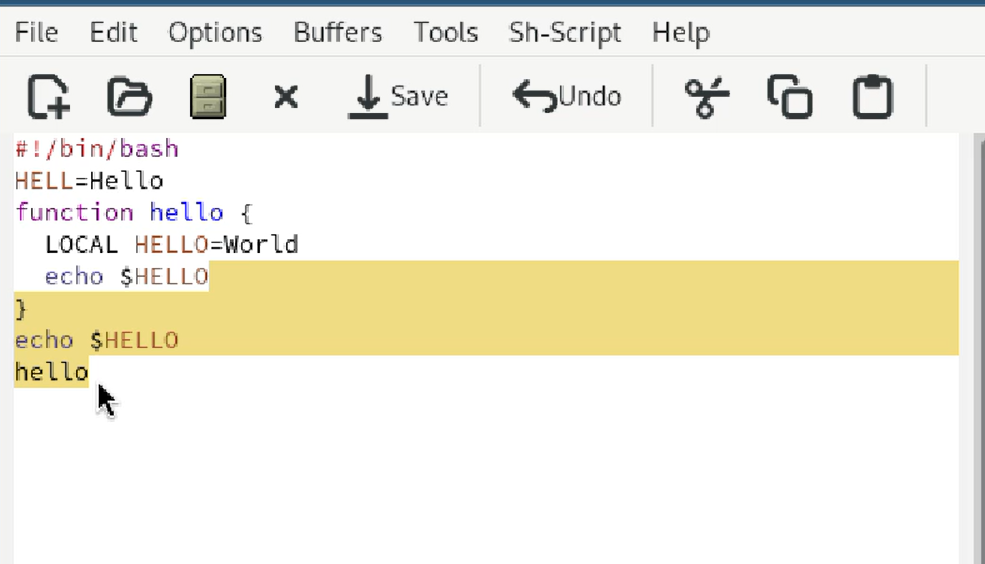 File Edit Options Buffers Tools Sh-Script Help
Save Undo
#!/bin/bash
HELL=Hello
function hello {
  LOCAL HELLO=World
  echo $HELLO
}
echo $HELLO
hello